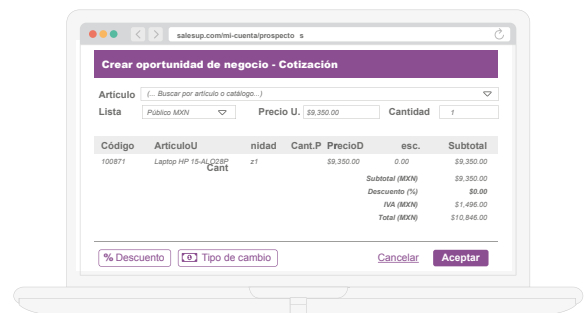 salesup.com/mi-cuenta/prospecto s
Crear oportunidad de negocio - Cotización
Artículo (... Buscar por artículo o catálogo...)
Lista Público MXN Precio U. $9,350.00 Cantidad 1
Código ArtículoU nidad Cant.P PrecioD esc. Subtotal
100871 Laptop HP 15-ALO28P z1 $9,350.00 0.00 $9,350.00
Cant
Subtotal (MXN) $9,350.00
Descuento (%) $0.00
IVA (MXN) $1,496.00
Total (MXN) $10,846.00
% Descuento Tipo de cambio Cancelar Aceptar